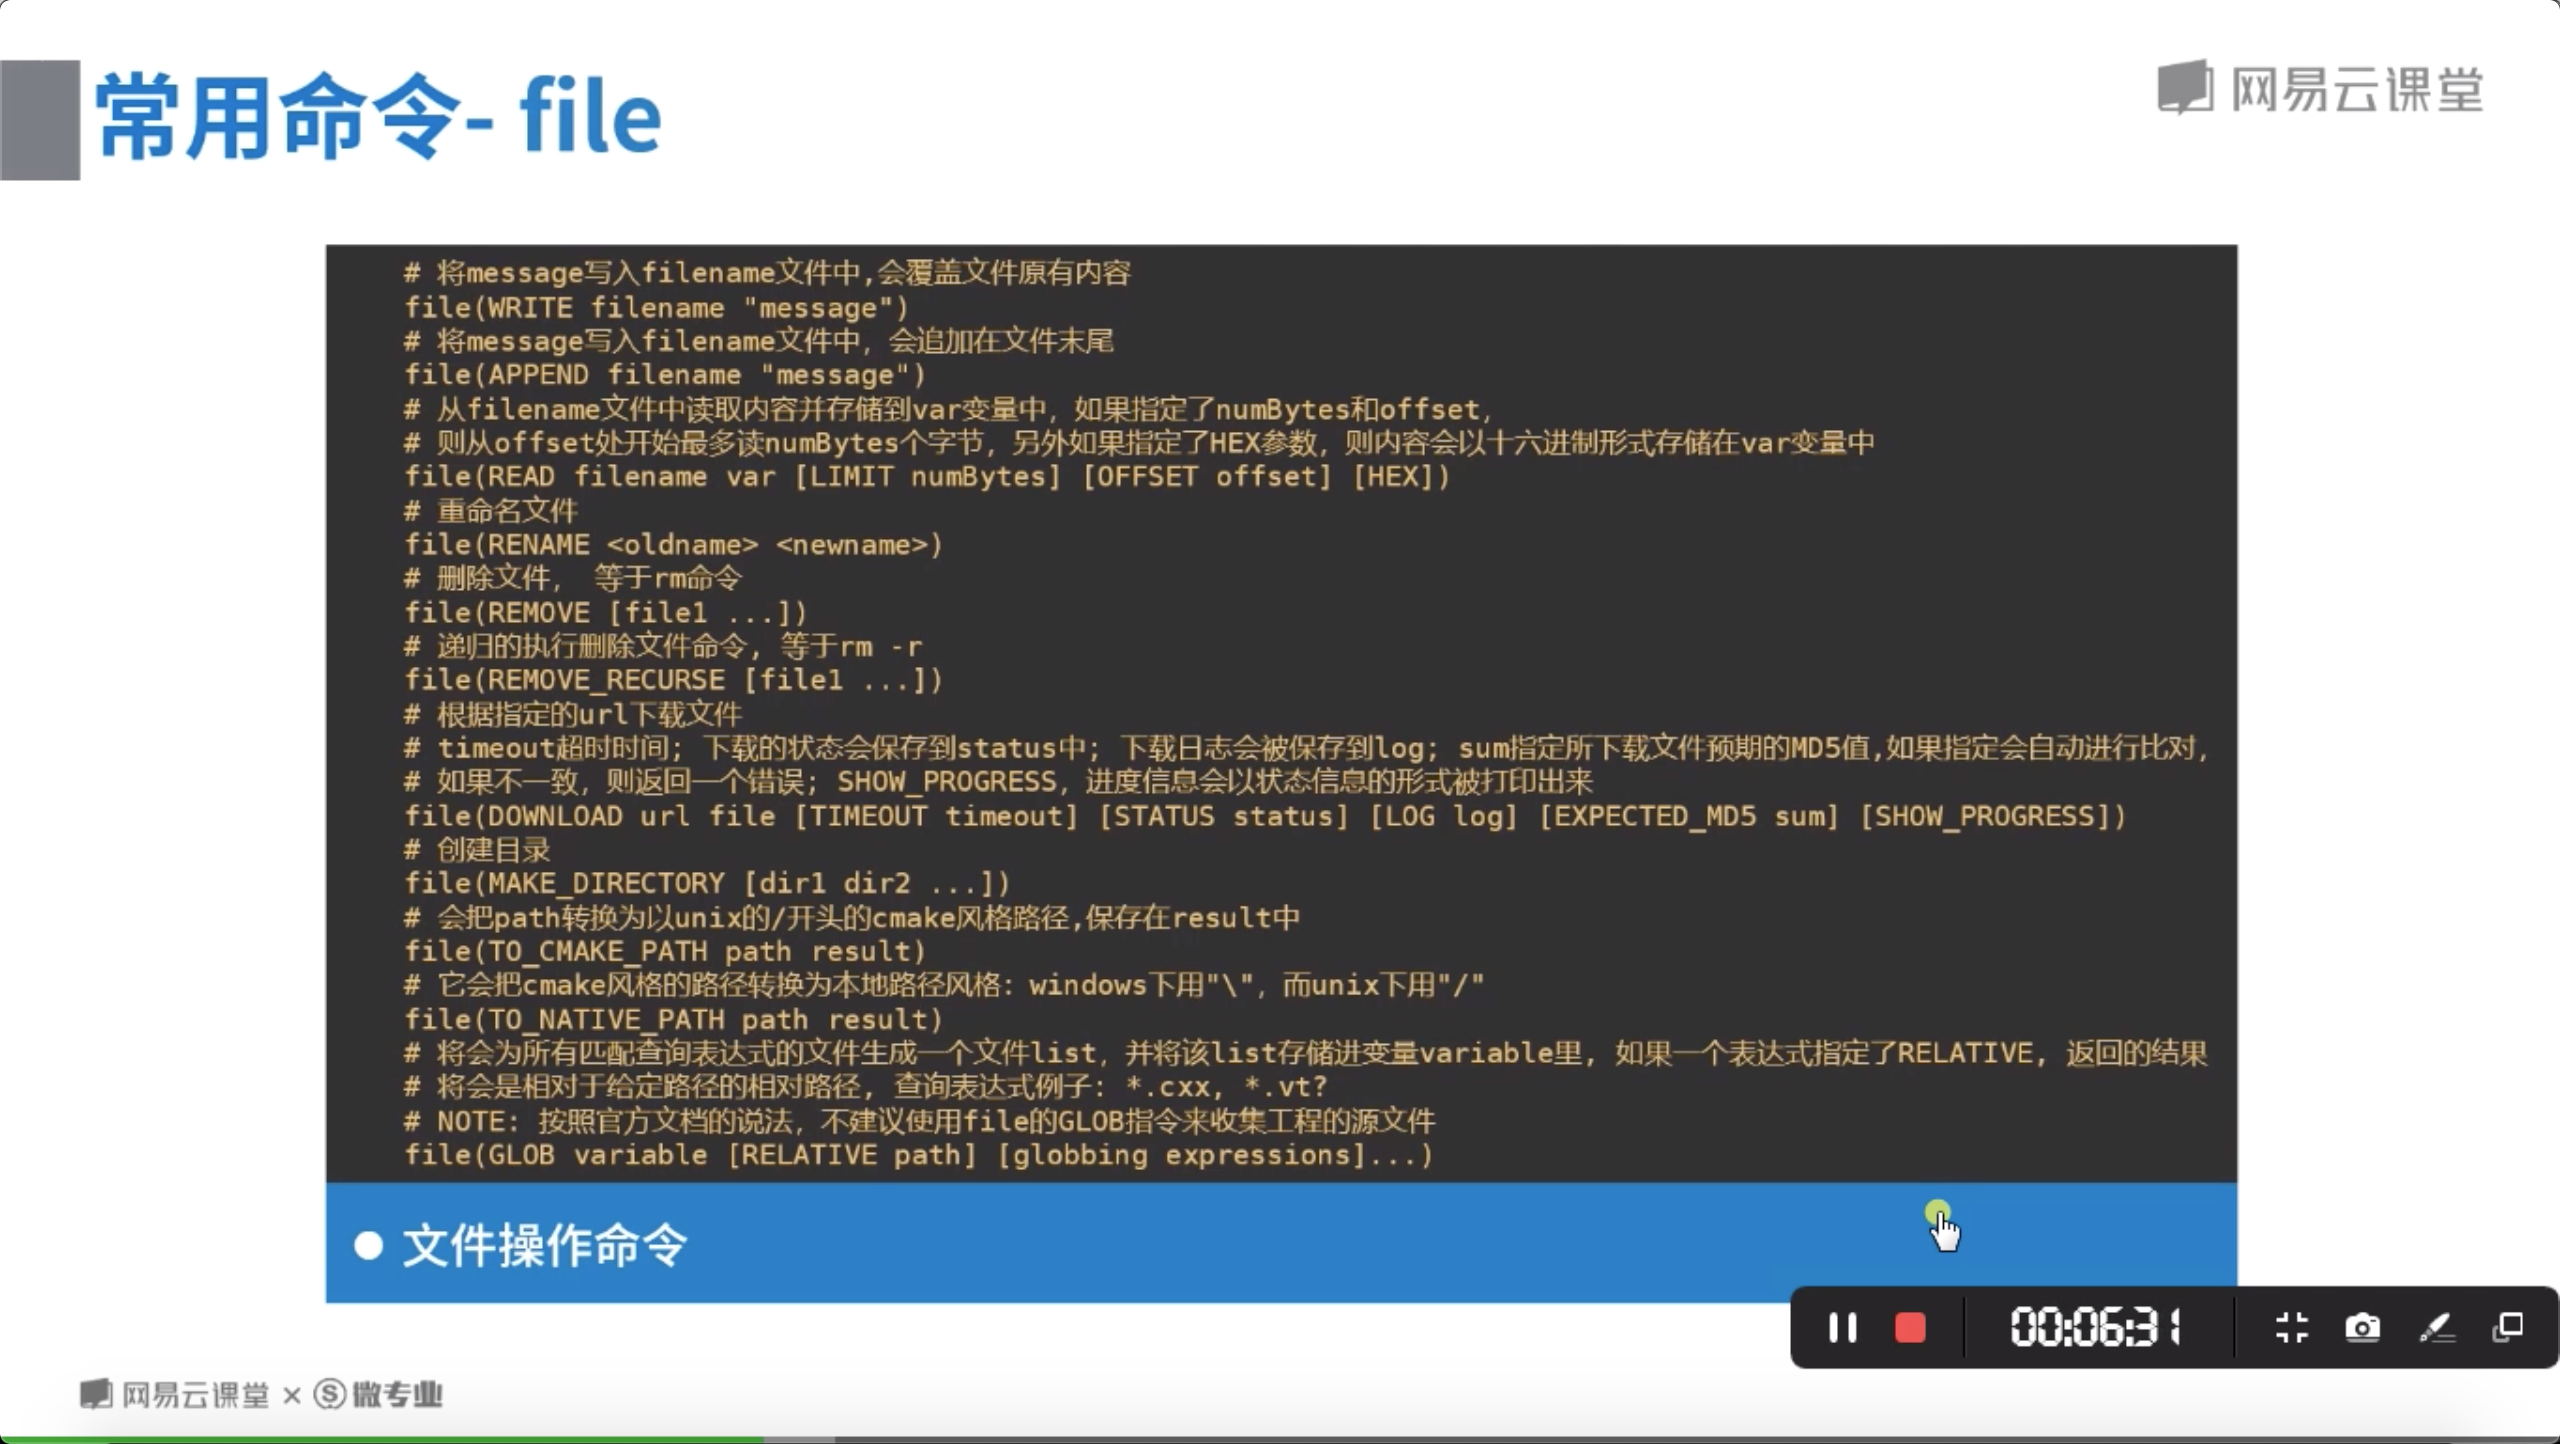 常用命令- file
网易云课堂
# 将message写入filename文件中,会覆盖文件原有内容
file(WRITE filename "message")
# 将message写入filename文件中，会追加在文件末尾
file(APPEND filename "message")
# 从filename文件中读取内容并存储到var变量中，如果指定了numBytes和offset，
# 则从offset处开始最多读numBytes个字节，另外如果指定了HEX参数，则内容会以十六进制形式存储在var变量中
file(READ filename var [LIMIT numBytes] [OFFSET offset] [HEX])
# 重命名文件
file(RENAME <oldname> <newname>)
# 删除文件， 等于rm命令
file(REMOVE [file1 ...])
# 递归的执行删除文件命令, 等于rm -r
file(REMOVE_RECURSE [file1 ...])
# 根据指定的url下载文件
# timeout超时时间; 下载的状态会保存到status中; 下载日志会被保存到log; sum指定所下载文件预期的MD5值,如果指定会自动进行比对,
# 如果不一致，则返回一个错误; SHOW_PROGRESS，进度信息会以状态信息的形式被打印出来
file(DOWNLOAD url file [TIMEOUT timeout] [STATUS status] [LOG log] [EXPECTED_MD5 sum] [SHOW_PROGRESS])
# 创建目录
file(MAKE_DIRECTORY [dir1 dir2 ...])
# 会把path转换为以unix的/开头的cmake风格路径,保存在result中
file(TO_CMAKE_PATH path result)
# 它会把cmake风格的路径转换为本地路径风格：windows下用"\"，而unix下用"/"
file(TO_NATIVE_PATH path result)
# 将会为所有匹配查询表达式的文件生成一个文件list，并将该list存储进变量variable里, 如果一个表达式指定了RELATIVE, 返回的结果
# 将会是相对于给定路径的相对路径, 查询表达式例子: *.cxx, *.vt?
# NOTE: 按照官方文档的说法，不建议使用file的GLOB指令来收集工程的源文件
file(GLOB variable [RELATIVE path] [globbing expressions]...)
文件操作命令
00:06:31
网易云课堂 × Ⓢ微专业